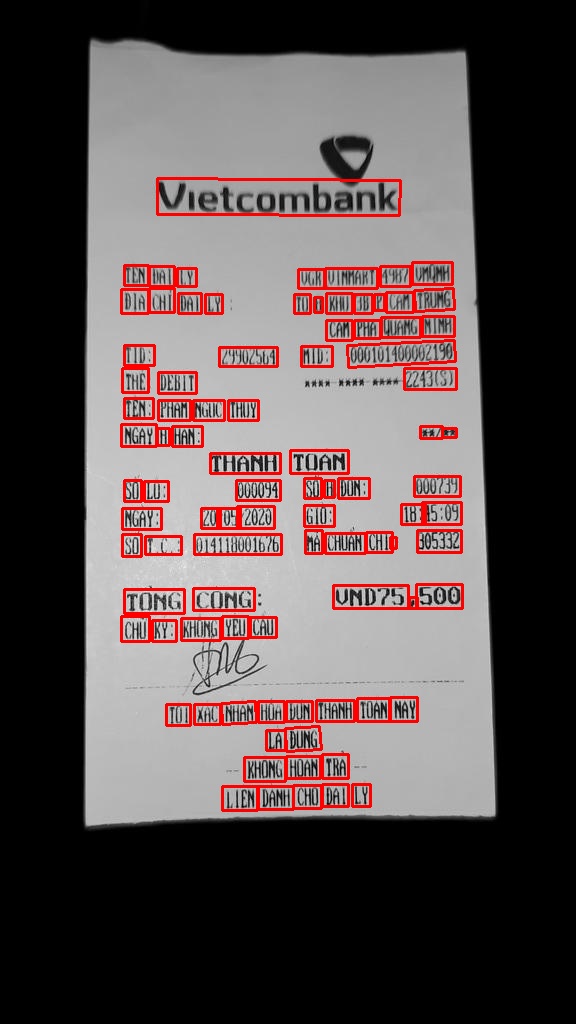 Vietcombank
TEN DAI LY VGR VINMART 4987 VMQNH
DIA CHI DAI LY : TO 1 KHU 3B P CAM TRUNG
CAM PHA QUANG NINH
TID: 29902564 MID: 000101400002190
THE DEBIT **** **** **** 2243(S)
TEN: PHAM NGUC THUY
NGAY H HAN: **/**
THANH TOAN
SO LO: 000094 SO H DUN: 000739
NGAY: 20/09/2020 GIO: 18:45:09
SO T.C.: 014118001676 MA CHUAN CHI: 305332
TONG CONG: VND75,500
CHU KY: KHONG YEU CAU
TOI XAC NHAN HOA DUN THANH TOAN NAY
LA DUNG
-- KHONG HOAN TRA --
LIEN DANH CHO DAI LY